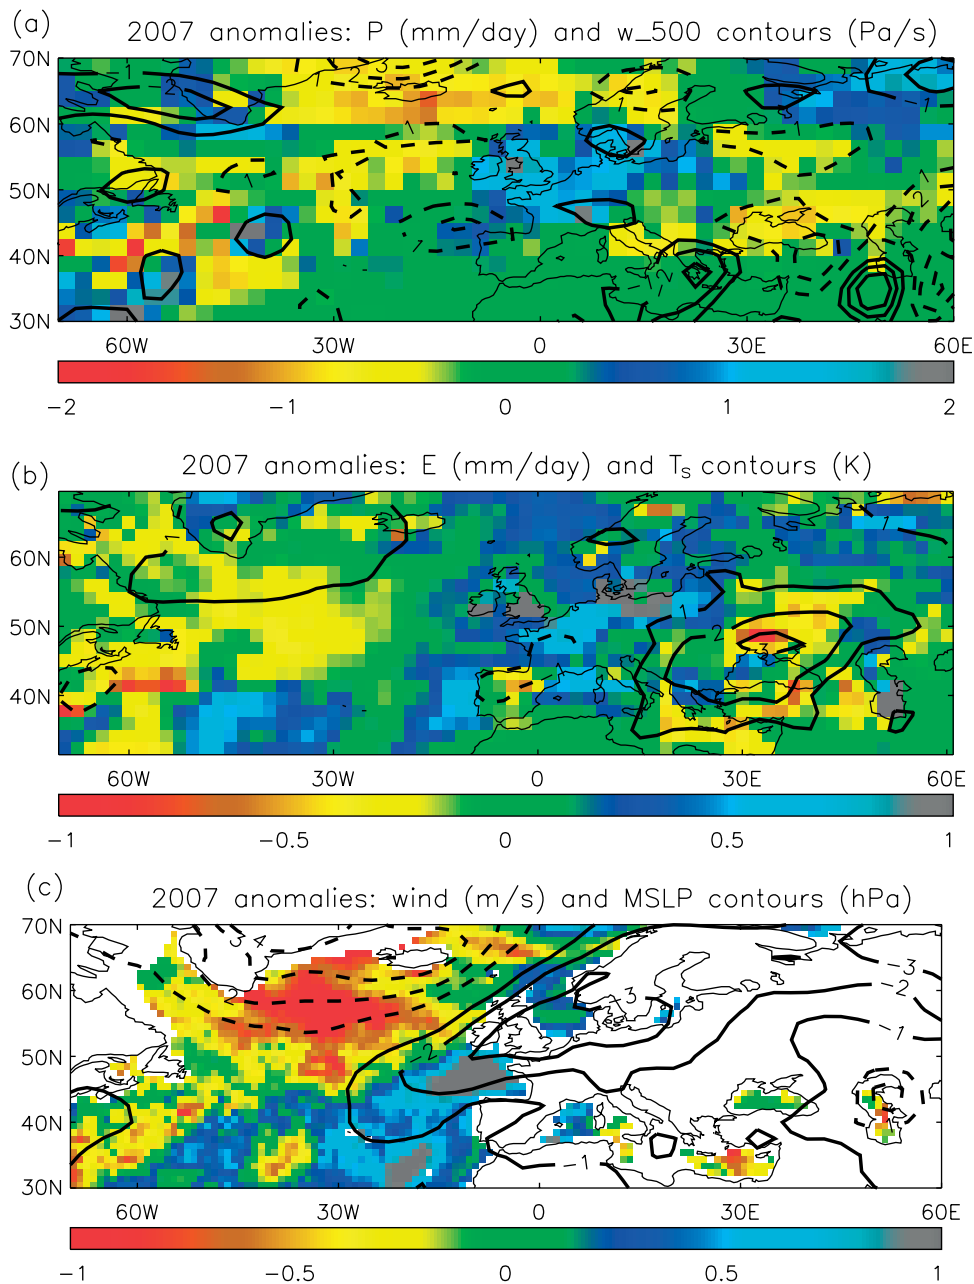 (a)
2007 anomalies: P (mm/day) and w_500 contours (Pa/s)
70N
60N
50N
40N
30N
60W 30W 0 30E 60E
-2 -1 0 1 2
(b)
2007 anomalies: E (mm/day) and Ts contours (K)
60N
50N
40N
60W 30W 0 30E 60E
-1 -0.5 0 0.5 1
(c)
2007 anomalies: wind (m/s) and MSLP contours (hPa)
70N
60N
50N
40N
30N
60W 30W 0 30E 60E
-1 -0.5 0 0.5 1